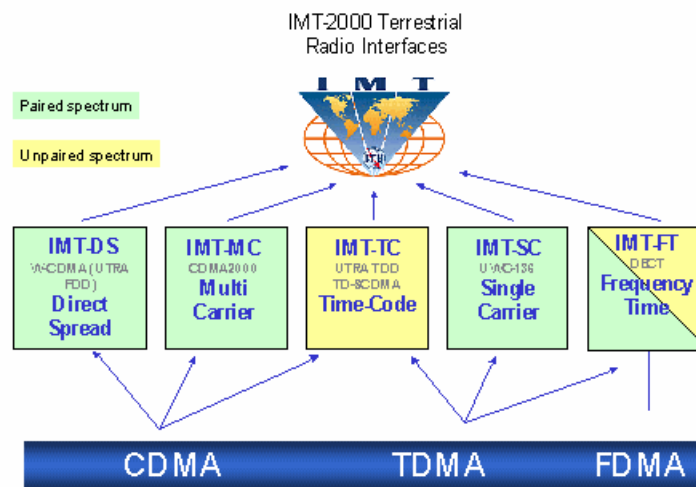 IMT-2000 Terrestrial
Radio Interfaces
I M T
Paired spectrum
Unpaired spectrum
ITU
IMT-DS
W-CDMA (UTRA
FDD)
Direct
Spread
IMT-MC
CDMA2000
Multi
Carrier
IMT-TC
UTRA TDD
TD-SCDMA
Time-Code
IMT-SC
UWC-136
Single
Carrier
IMT-FT
DECT
Frequency
Time
CDMA
TDMA
FDMA